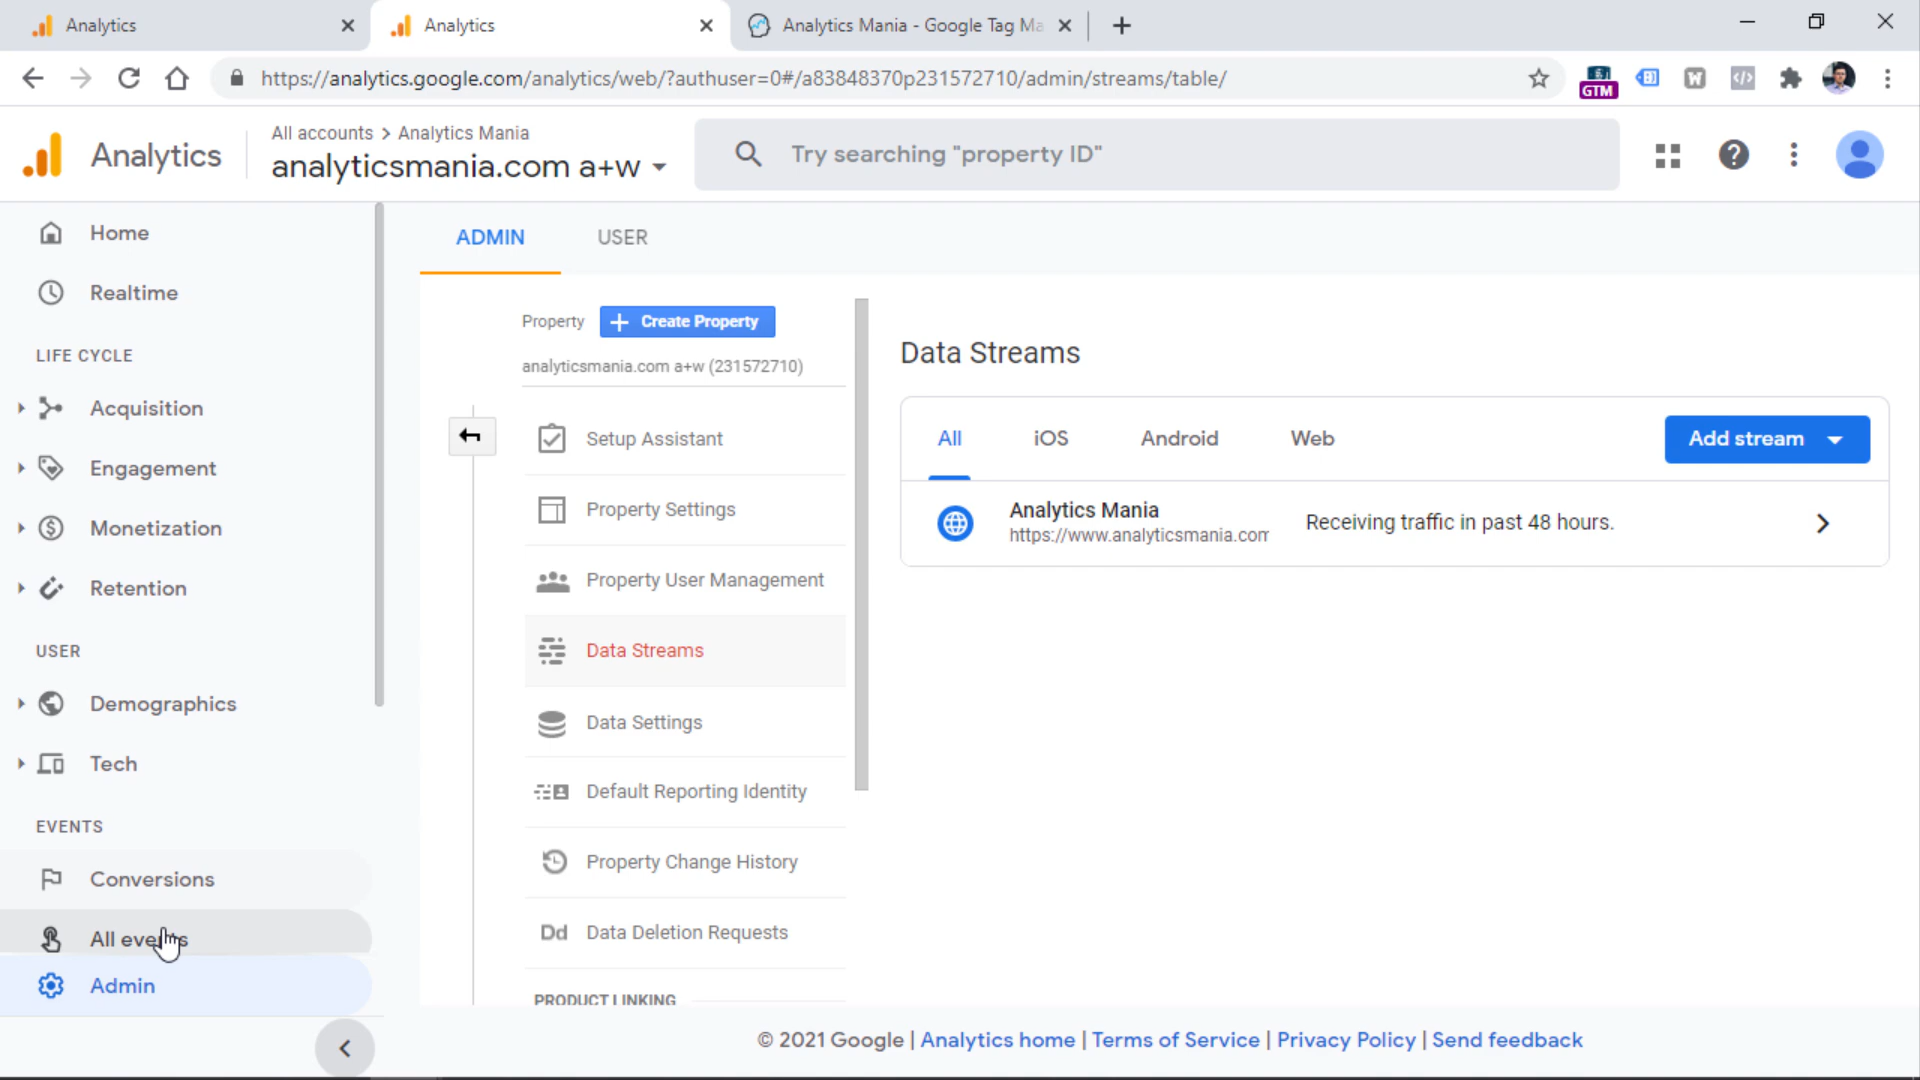 Analytics
Analytics
Analytics Mania - Google Tag Ma
https://analytics.google.com/analytics/web/?authuser=0#/a83848370p231572710/admin/streams/table/
GTM
W
Analytics
All accounts > Analytics Mania
analyticsmania.com a+w
Try searching "property ID"
Home
Realtime
LIFE CYCLE
Acquisition
Engagement
Monetization
Retention
USER
Demographics
Tech
EVENTS
Conversions
All events
Admin
ADMIN
USER
Property
Create Property
analyticsmania.com a+w (231572710)
Setup Assistant
Property Settings
Property User Management
Data Streams
Data Settings
Default Reporting Identity
Property Change History
Dd Data Deletion Requests
PRODUCT LINKING
Data Streams
All
iOS
Android
Web
Add stream
Analytics Mania
https://www.analyticsmania.com
Receiving traffic in past 48 hours.
© 2021 Google | Analytics home | Terms of Service | Privacy Policy | Send feedback